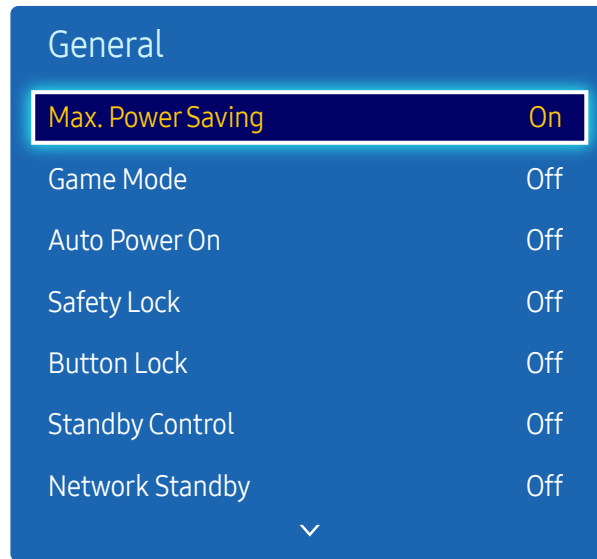 General
Max. Power Saving On
Game Mode Off
Auto Power On Off
Safety Lock Off
Button Lock Off
Standby Control Off
Network Standby Off